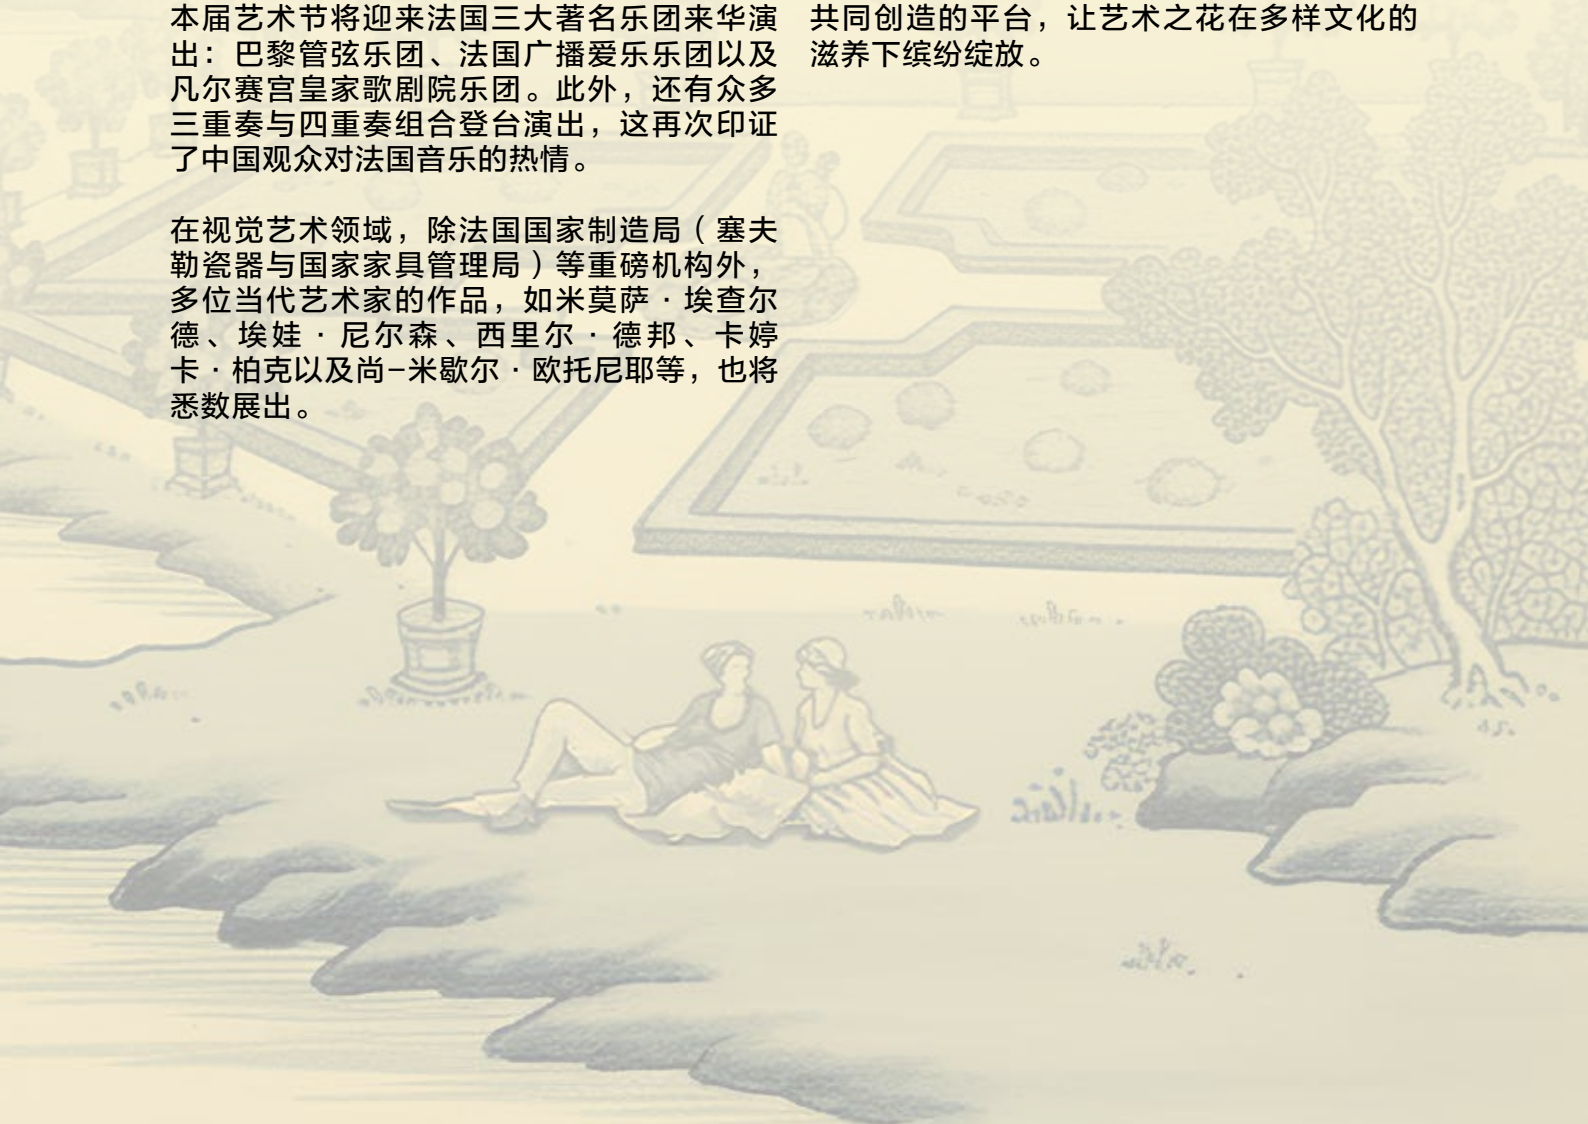 本届艺术节将迎来法国三大著名乐团来华演
出：巴黎管弦乐团、法国广播爱乐乐团以及
凡尔赛宫皇家歌剧院乐团。此外，还有众多
三重奏与四重奏组合登台演出，这再次印证
了中国观众对法国音乐的热情。
在视觉艺术领域，除法国国家制造局（塞夫
勒瓷器与国家家具管理局）等重磅机构外，
多位当代艺术家的作品，如米莫萨·埃查尔
德、埃娃·尼尔森、西里尔·德邦、卡婷
卡·柏克以及尚-米歇尔·欧托尼耶等，也将
悉数展出。
共同创造的平台，让艺术之花在多样文化的
滋养下缤纷绽放。